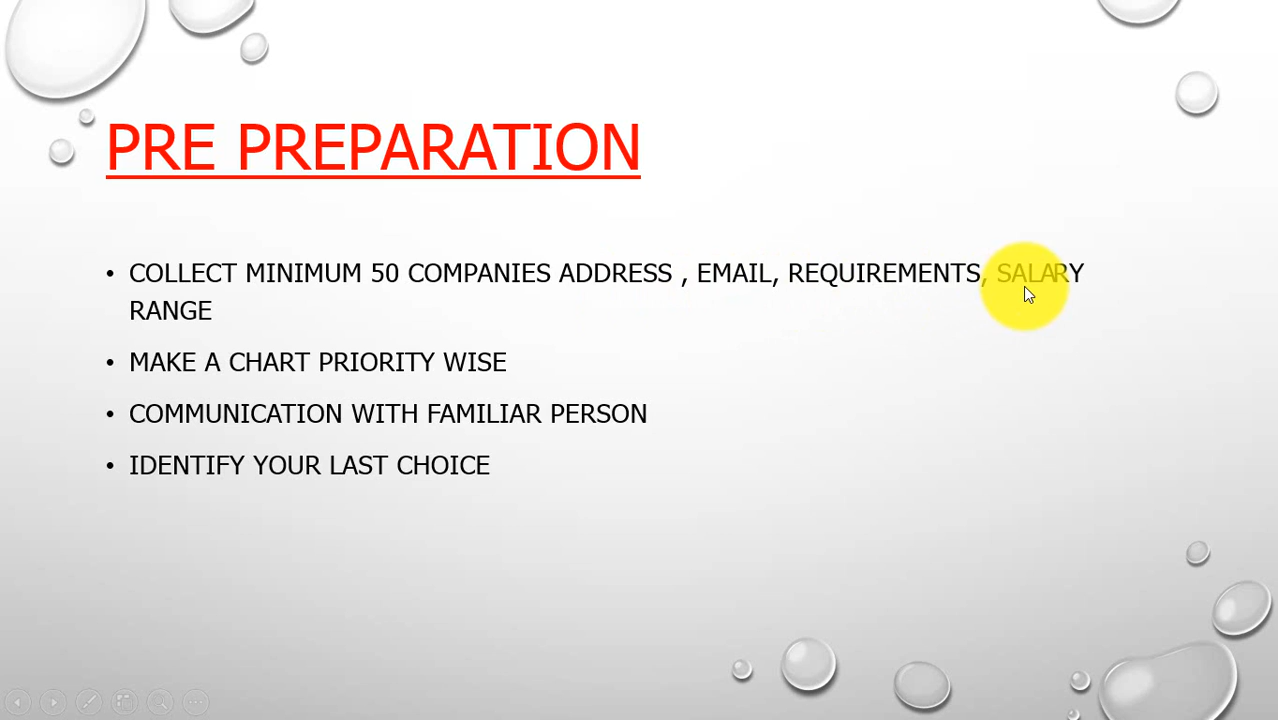 PRE PREPARATION
• COLLECT MINIMUM 50 COMPANIES ADDRESS , EMAIL, REQUIREMENTS, SALARY
RANGE
• MAKE A CHART PRIORITY WISE
• COMMUNICATION WITH FAMILIAR PERSON
• IDENTIFY YOUR LAST CHOICE